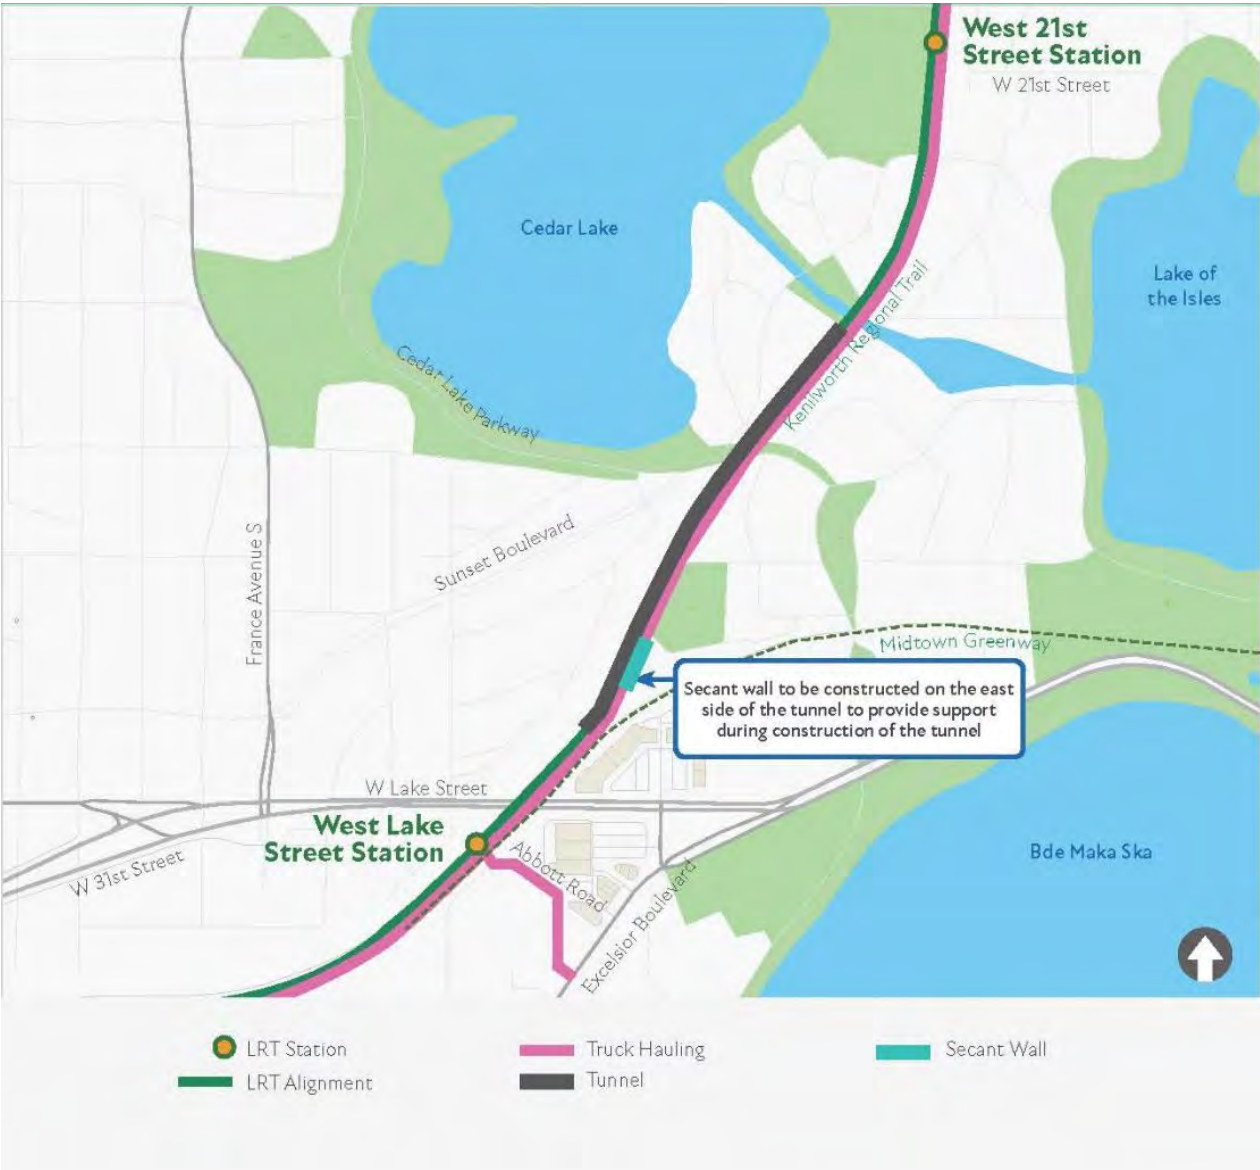 West 21st
Street Station
W 21st Street
Cedar Lake
Lake of
the Isles
Kenilworth Regional Trail
Cedar Lake Parkway
Sunset Boulevard
France Avenue S
Midtown Greenway
Secant wall to be constructed on the east
side of the tunnel to provide support
during construction of the tunnel
W Lake Street
West Lake
Street Station
W 31st Street
Abbott Road
Excelsior Boulevard
Bde Maka Ska
LRT Station
Truck Hauling
Secant Wall
LRT Alignment
Tunnel